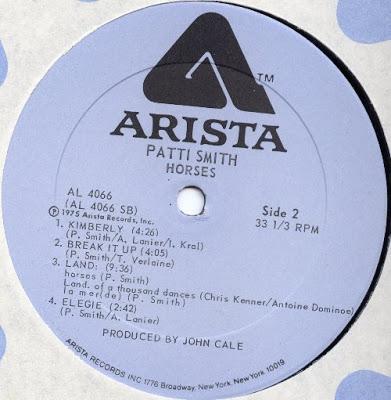 TM
ARISTA
PATTI SMITH
HORSES
AL 4066
(AL 4066 SB)
Ⓟ 1975 Arista Records, Inc.
Side 2
33 1/3 RPM
1. KIMBERLY (4:26)
(P. Smith/A. Lanier/I. Kral)
2. BREAK IT UP (4:05)
(P. Smith/T. Verlaine)
3. LAND: (9:36)
horses (P. Smith)
Land of a thousand dances (Chris Kenner/Antoine Dominoe)
la mer(de) (P. Smith)
4. ELEGIE (2:42)
(P. Smith/A. Lanier)
PRODUCED BY JOHN CALE
ARISTA RECORDS INC 1776 Broadway, New York, New York 10019